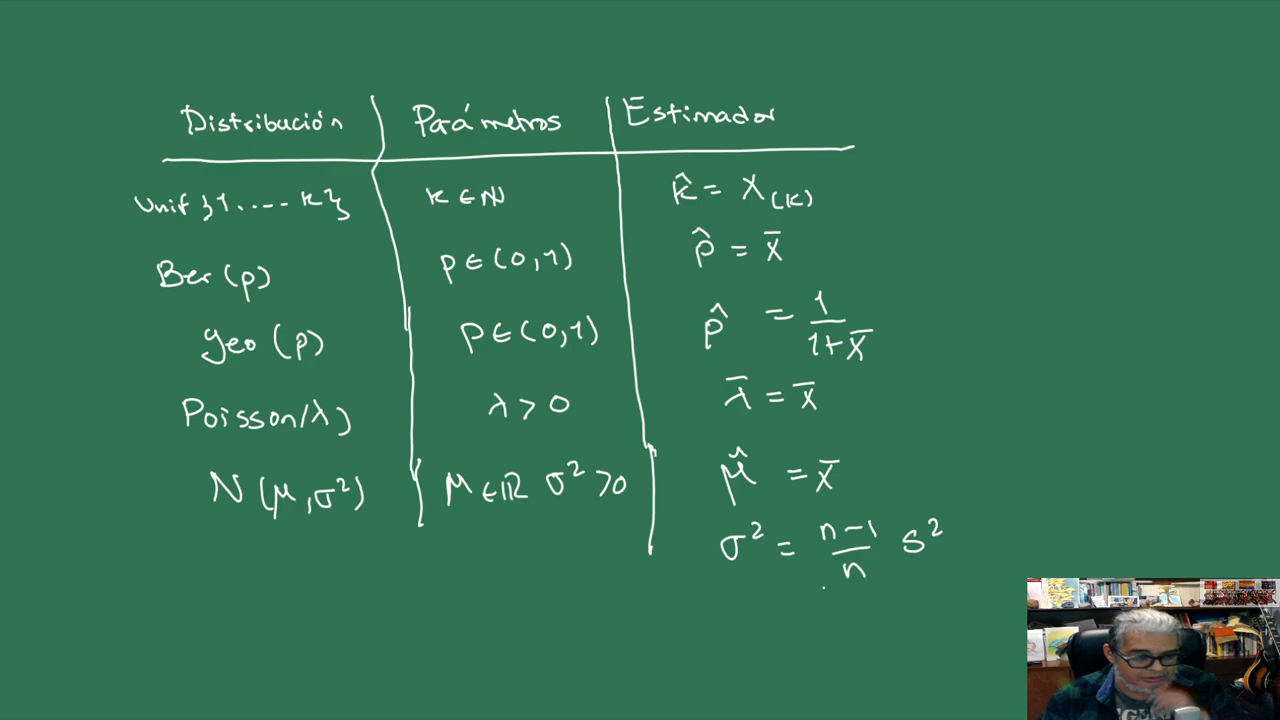 Distribución Parámetros Estimador
Unif {1.....k} k ∈ ℕ k̂ = X(k)
Ber (p) p ∈ (0,1) p̂ = x̄
geo (p) p ∈ (0,1) p̂ = 1/(1+x̄)
Poisson(λ) λ > 0 λ̄ = x̄
N (μ, σ²) μ ∈ ℝ σ² > 0 μ̂ = x̄
σ² = (n-1)/n S²